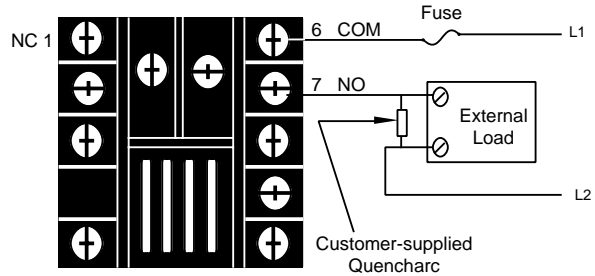 Fuse
NC 1
6 COM
L1
7 NO
External
Load
L2
Customer-supplied
Quencharc